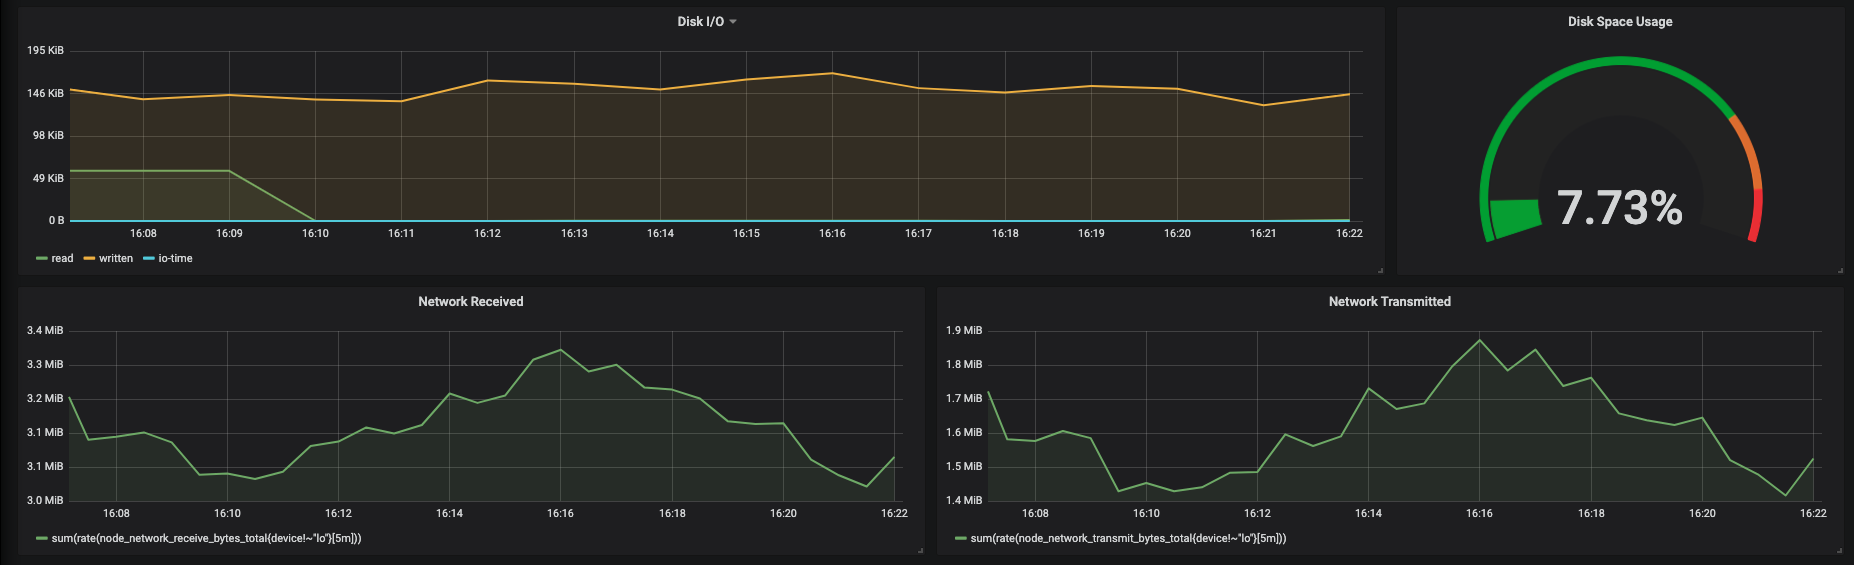 Disk I/O
195 KiB
146 KiB
98 KiB
49 KiB
0 B
16:08 16:09 16:10 16:11 16:12 16:13 16:14 16:15 16:16 16:17 16:18 16:19 16:20 16:21 16:22
read written io-time
Disk Space Usage
7.73%
Network Received
3.4 MiB
3.3 MiB
3.2 MiB
3.1 MiB
3.1 MiB
3.0 MiB
16:08 16:10 16:12 16:14 16:16 16:18 16:20 16:22
sum(rate(node_network_receive_bytes_total{device!~"lo"}[5m]))
Network Transmitted
1.9 MiB
1.8 MiB
1.7 MiB
1.6 MiB
1.5 MiB
1.4 MiB
16:08 16:10 16:12 16:14 16:16 16:18 16:20 16:22
sum(rate(node_network_transmit_bytes_total{device!~"lo"}[5m]))